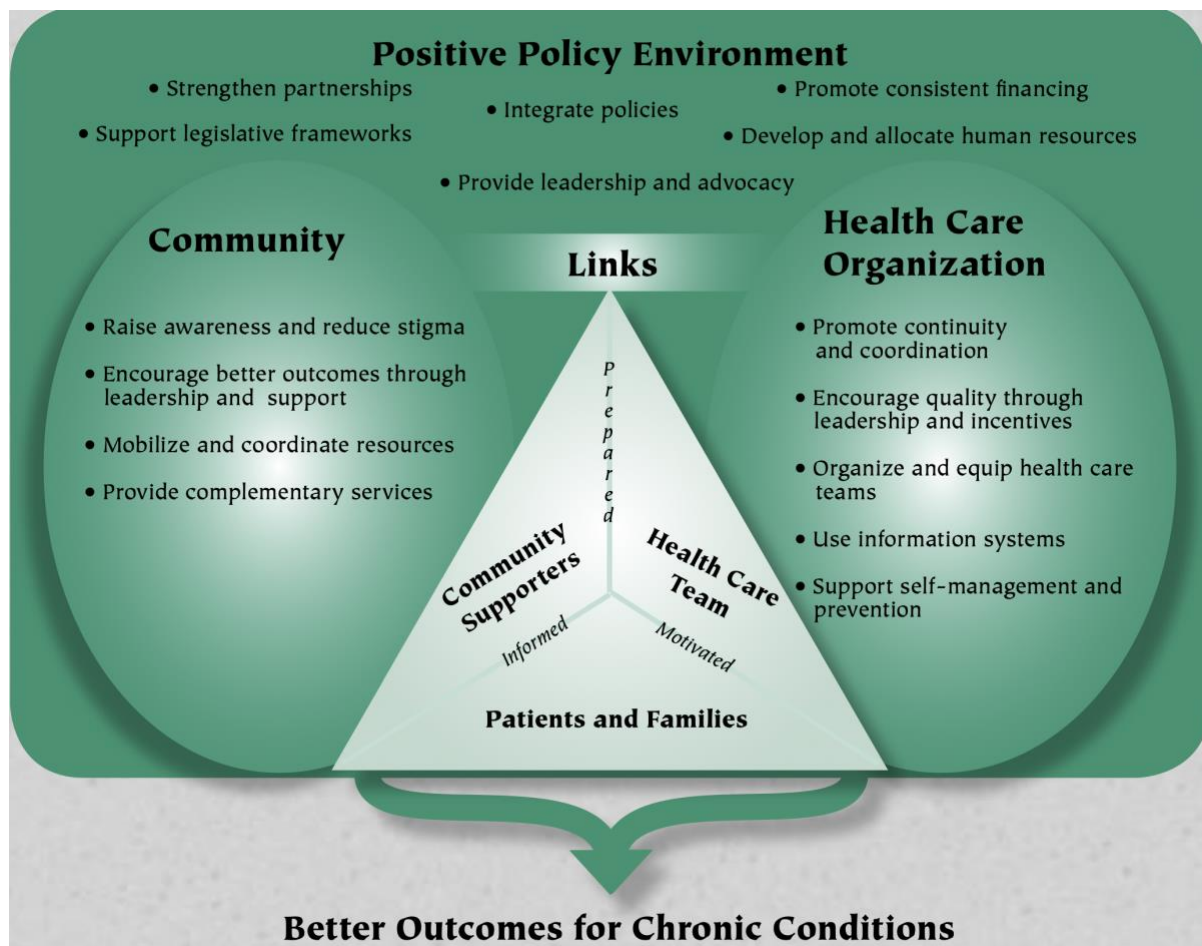 Positive Policy Environment
• Strengthen partnerships
• Integrate policies
• Promote consistent financing
• Support legislative frameworks
• Develop and allocate human resources
• Provide leadership and advocacy
Community
• Raise awareness and reduce stigma
• Encourage better outcomes through
leadership and support
• Mobilize and coordinate resources
• Provide complementary services
Links
Prepared
Community
Supporters
Health Care
Team
Informed
Motivated
Patients and Families
Health Care
Organization
• Promote continuity
and coordination
• Encourage quality through
leadership and incentives
• Organize and equip health care
teams
• Use information systems
• Support self-management and
prevention
Better Outcomes for Chronic Conditions